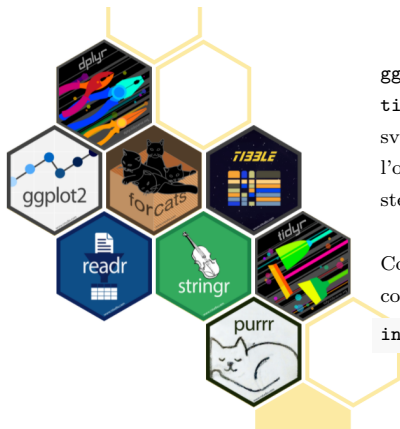 dplyr
gg
ti
sv
ggplot2
forcats
TIBBLE
l'o
ste
readr
stringr
tidyr
Co
co
purrr
in